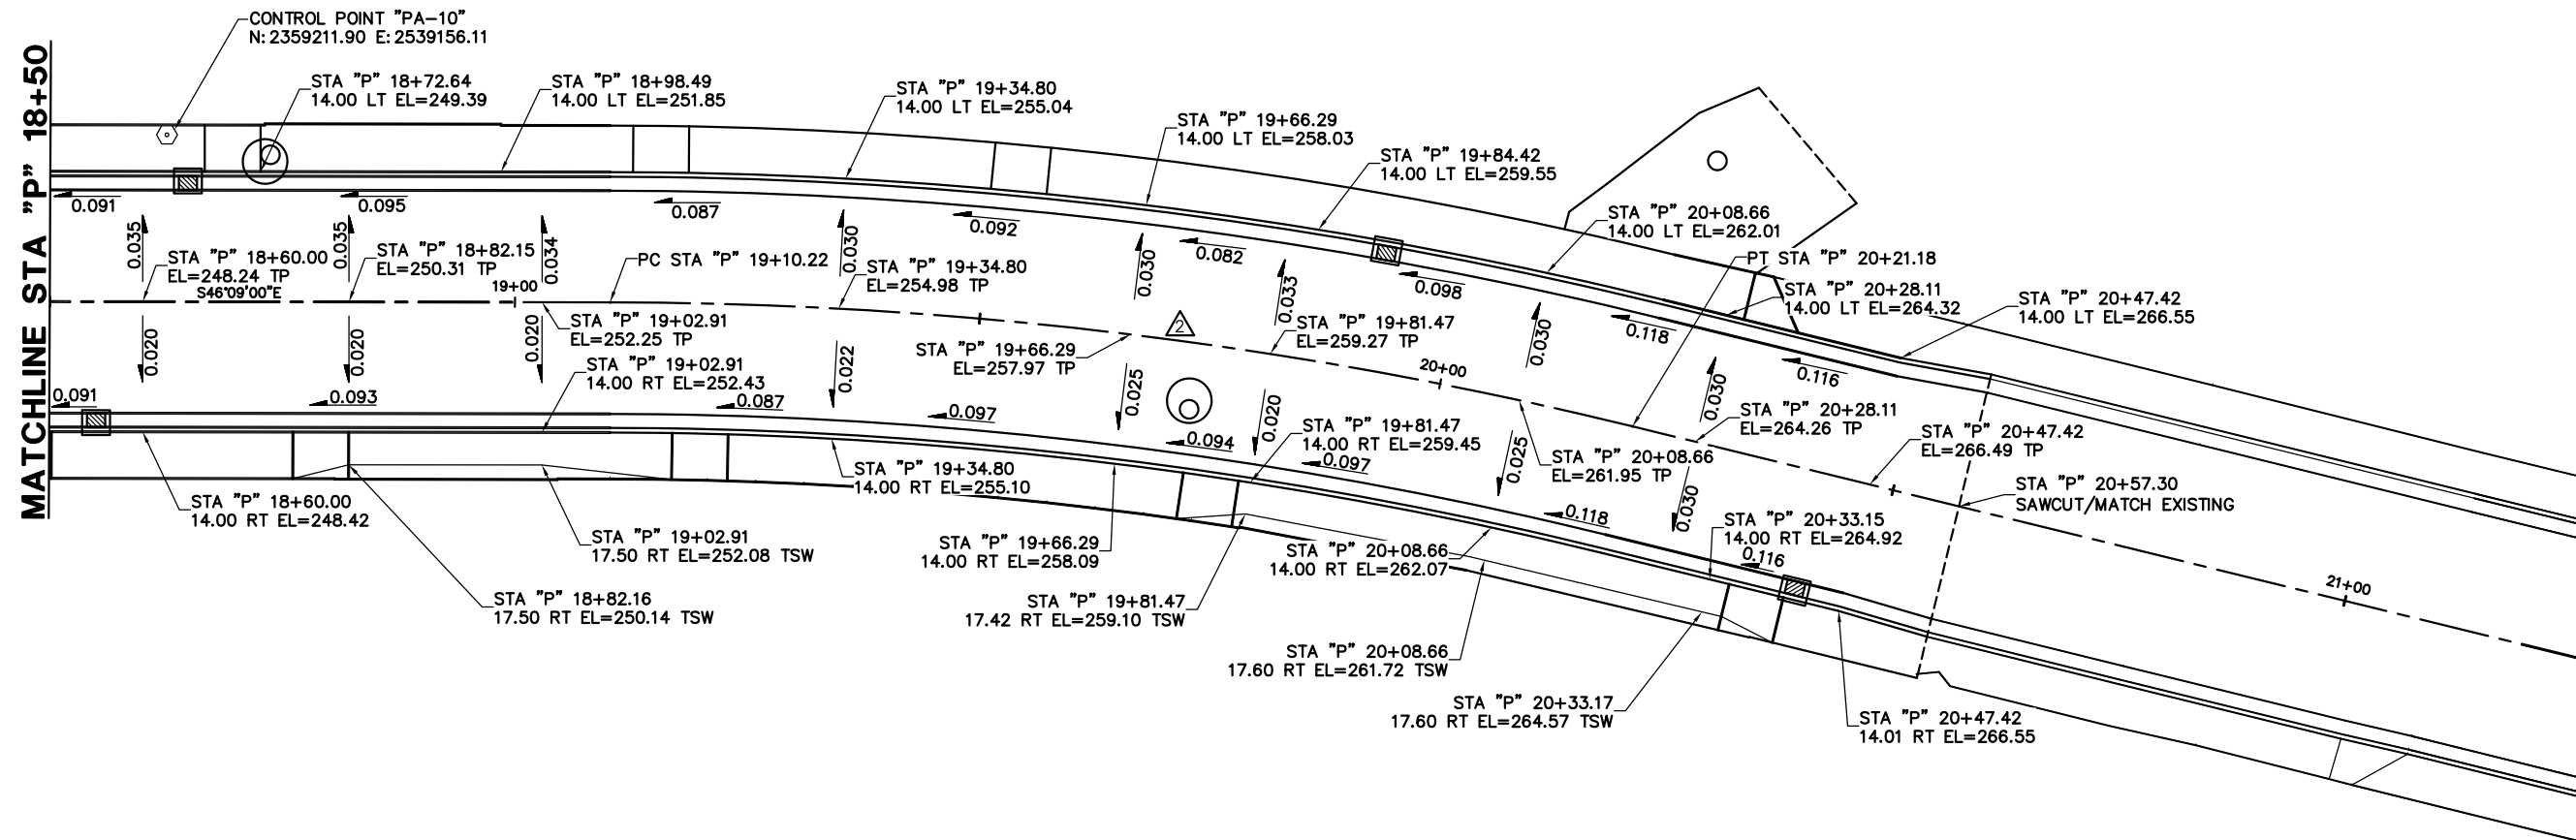 CONTROL POINT "PA-10"
N: 2359211.90 E: 2539156.11
MATCHLINE STA "P" 18+50
STA "P" 18+72.64
14.00 LT EL=249.39
STA "P" 18+98.49
14.00 LT EL=251.85
STA "P" 19+34.80
14.00 LT EL=255.04
STA "P" 19+66.29
14.00 LT EL=258.03
STA "P" 19+84.42
14.00 LT EL=259.55
STA "P" 20+08.66
14.00 LT EL=262.01
PT STA "P" 20+21.18
STA "P" 20+28.11
14.00 LT EL=264.32
STA "P" 20+47.42
14.00 LT EL=266.55
0.091
0.095
0.087
0.092
0.082
0.098
0.118
0.116
0.035
0.035
0.034
0.030
0.030
0.033
0.030
0.030
STA "P" 18+60.00
EL=248.24 TP
S46°09'00"E
STA "P" 18+82.15
EL=250.31 TP
19+00
PC STA "P" 19+10.22
STA "P" 19+34.80
EL=254.98 TP
STA "P" 19+02.91
EL=252.25 TP
2
STA "P" 19+66.29
EL=257.97 TP
STA "P" 19+81.47
EL=259.27 TP
20+00
STA "P" 20+08.66
EL=261.95 TP
STA "P" 20+28.11
EL=264.26 TP
STA "P" 20+47.42
EL=266.49 TP
STA "P" 20+57.30
SAWCUT/MATCH EXISTING
21+00
0.020
0.020
0.020
0.022
0.025
0.020
0.025
0.030
0.091
0.093
0.087
0.097
0.094
0.097
0.118
0.116
STA "P" 19+02.91
14.00 RT EL=252.43
STA "P" 18+60.00
14.00 RT EL=248.42
STA "P" 19+02.91
17.50 RT EL=252.08 TSW
STA "P" 18+82.16
17.50 RT EL=250.14 TSW
STA "P" 19+34.80
14.00 RT EL=255.10
STA "P" 19+66.29
14.00 RT EL=258.09
STA "P" 19+81.47
14.00 RT EL=259.45
STA "P" 19+81.47
17.42 RT EL=259.10 TSW
STA "P" 20+08.66
14.00 RT EL=262.07
STA "P" 20+08.66
17.60 RT EL=261.72 TSW
STA "P" 20+33.15
14.00 RT EL=264.92
STA "P" 20+33.17
17.60 RT EL=264.57 TSW
STA "P" 20+47.42
14.01 RT EL=266.55